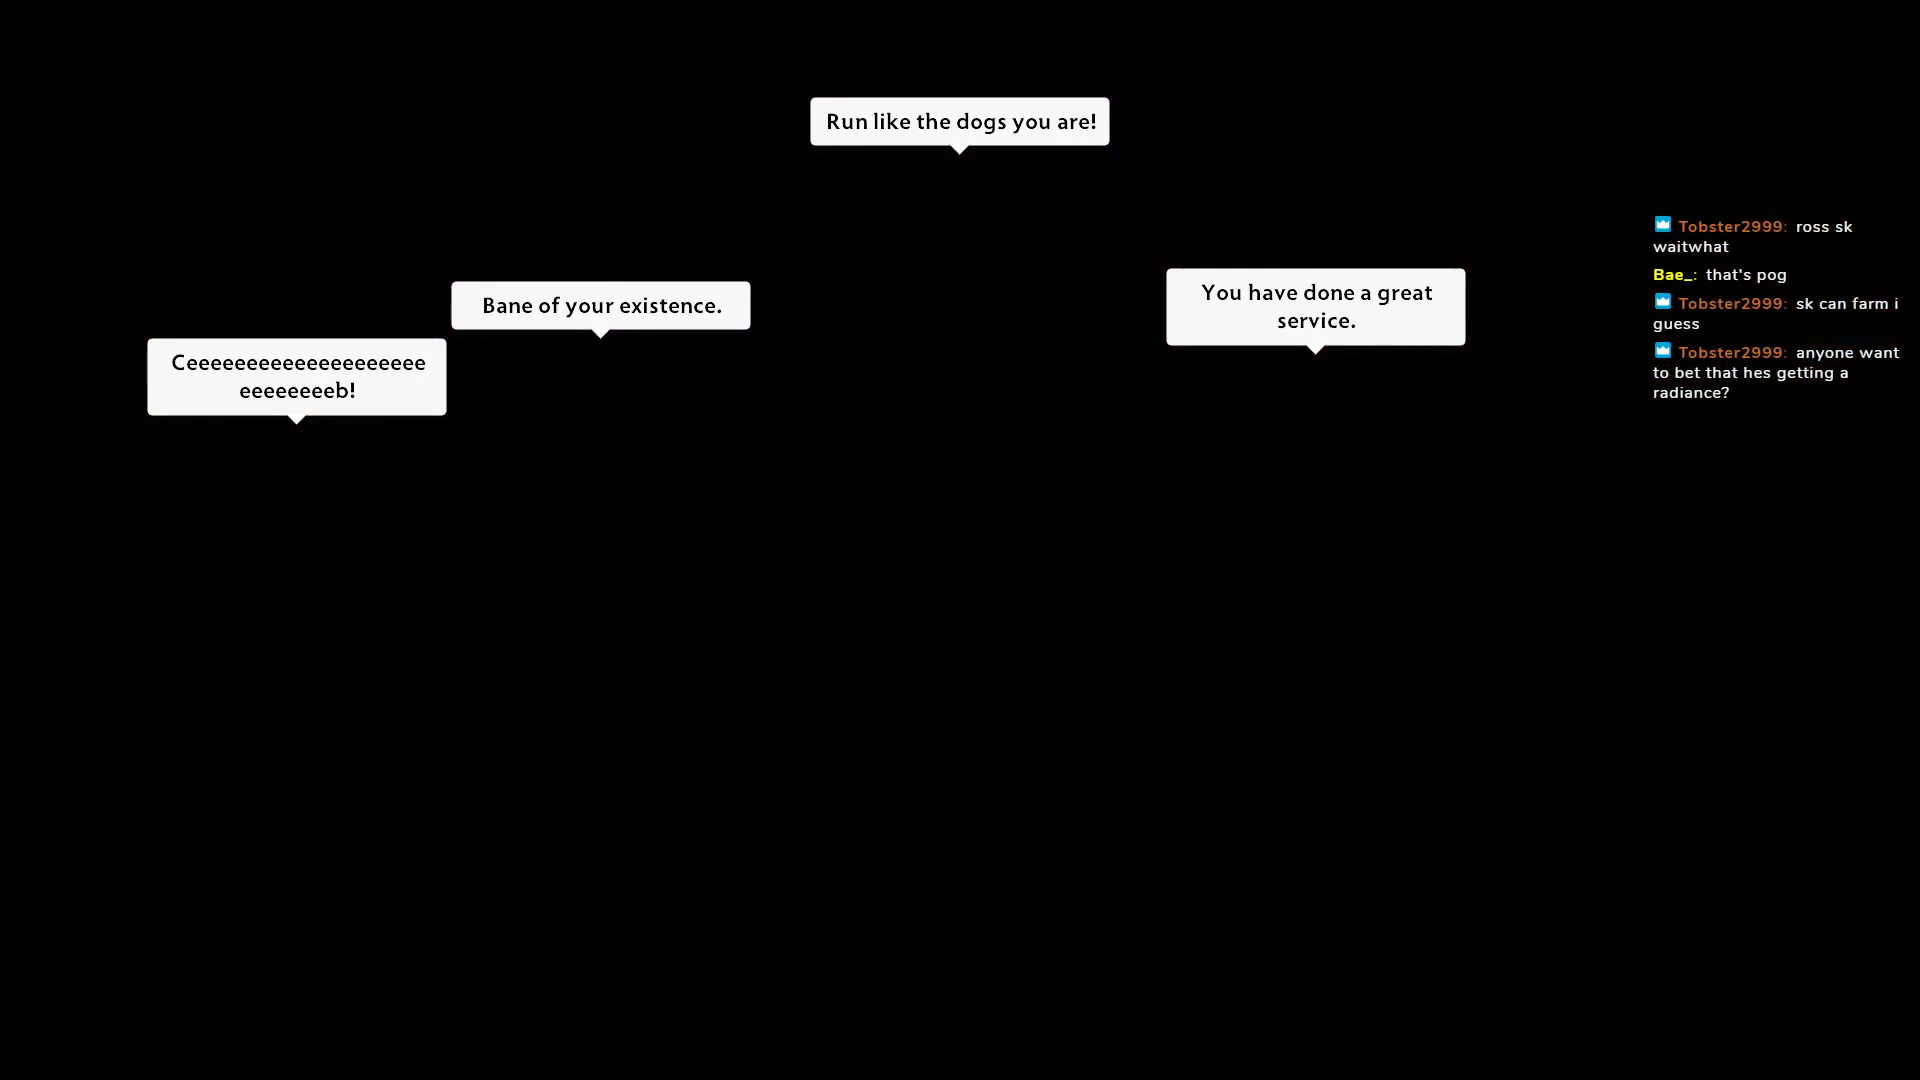 Run like the dogs you are!
Bane of your existence.
You have done a great
service.
Ceeeeeeeeeeeeeeeeeeee
eeeeeeeeb!
Tobster2999: ross sk
waitwhat
Bae_: that's pog
Tobster2999: sk can farm i
guess
Tobster2999: anyone want
to bet that hes getting a
radiance?